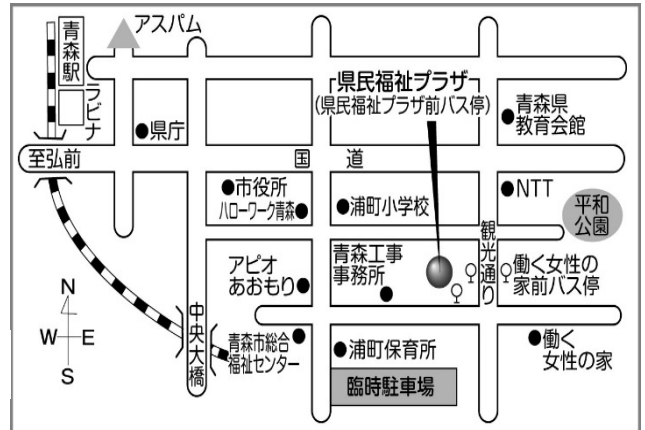 アスパム
青森駅
ラビナ
県庁
県民福祉プラザ
(県民福祉プラザ前バス停)
青森県
教育会館
至弘前
国道
市役所
ハローワーク青森
浦町小学校
NTT
平和
公園
観光通り
アピオ
あおもり
青森工事
事務所
働く女性の
家前バス停
N
W
E
S
中央大橋
青森市総合
福祉センター
浦町保育所
働く
女性の家
臨時駐車場